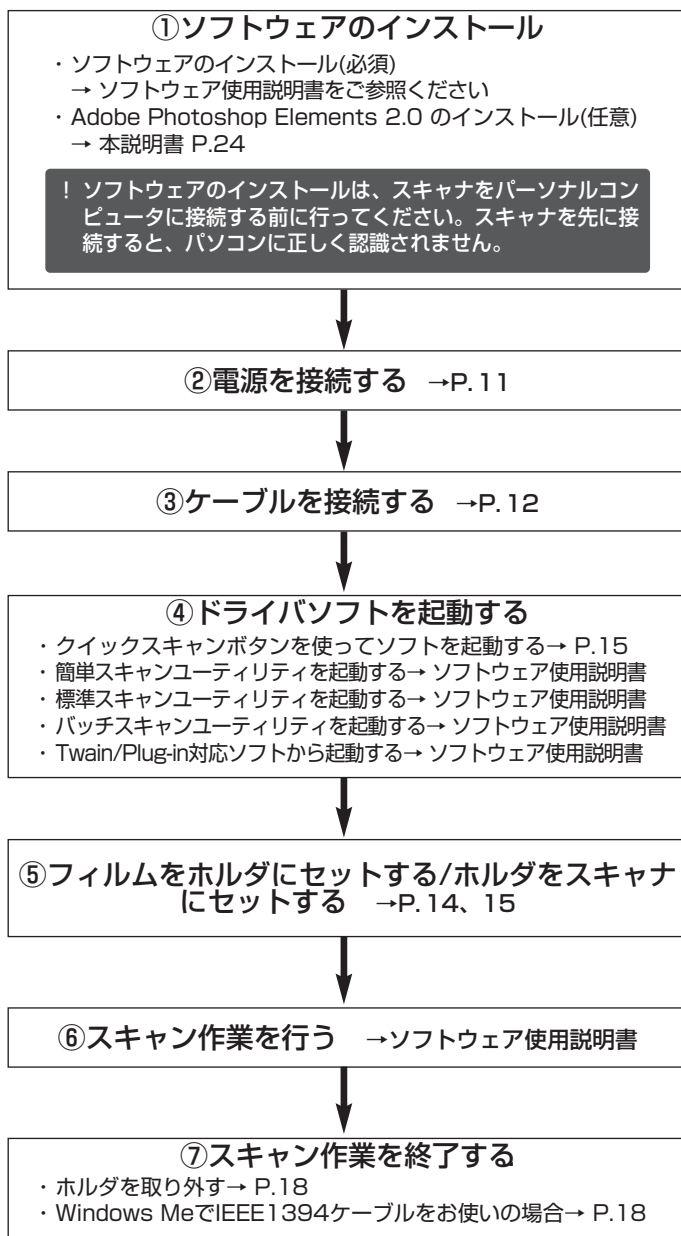 ①ソフトウェアのインストール
・ソフトウェアのインストール(必須)
→ ソフトウェア使用説明書をご参照ください
・Adobe Photoshop Elements 2.0 のインストール(任意)
→ 本説明書 P.24
! ソフトウェアのインストールは、スキャナをパーソナルコン
ピュータに接続する前に行ってください。スキャナを先に接
続すると、パソコンに正しく認識されません。
②電源を接続する →P.11
③ケーブルを接続する →P.12
④ドライバソフトを起動する
・クイックスキャンボタンを使ってソフトを起動する→ P.15
・簡単スキャンユーティリティを起動する→ ソフトウェア使用説明書
・標準スキャンユーティリティを起動する→ ソフトウェア使用説明書
・バッチスキャンユーティリティを起動する→ ソフトウェア使用説明書
・Twain/Plug-in対応ソフトから起動する→ ソフトウェア使用説明書
⑤フィルムをホルダにセットする/ホルダをスキャナ
にセットする →P.14、15
⑥スキャン作業を行う →ソフトウェア使用説明書
⑦スキャン作業を終了する
・ホルダを取り外す→ P.18
・Windows MeでIEEE1394ケーブルをお使いの場合→ P.18